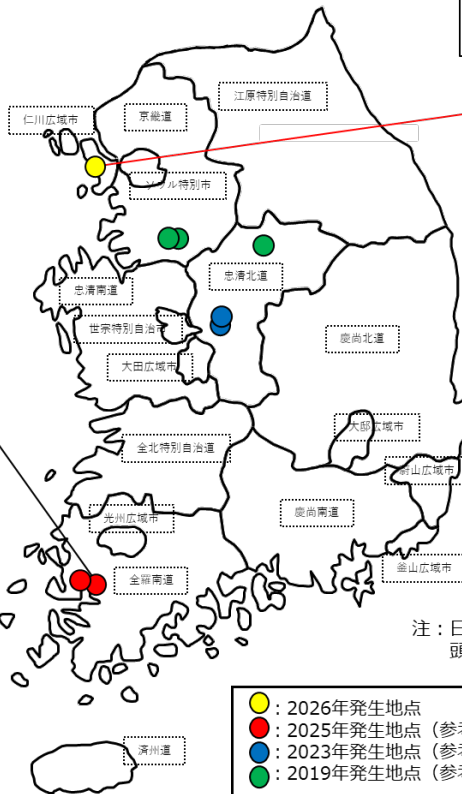 江原特別自治道
京畿道
仁川広域市
ソウル特別市
忠清北道
忠清南道
世宗特別自治市
慶尚北道
大田広域市
大邱広域市
全北特別自治道
蔚山広域市
慶尚南道
光州広域市
釜山広域市
全羅南道
注：日
頭
：2026年発生地点
：2025年発生地点（参考
：2023年発生地点（参考
：2019年発生地点（参考
済州道